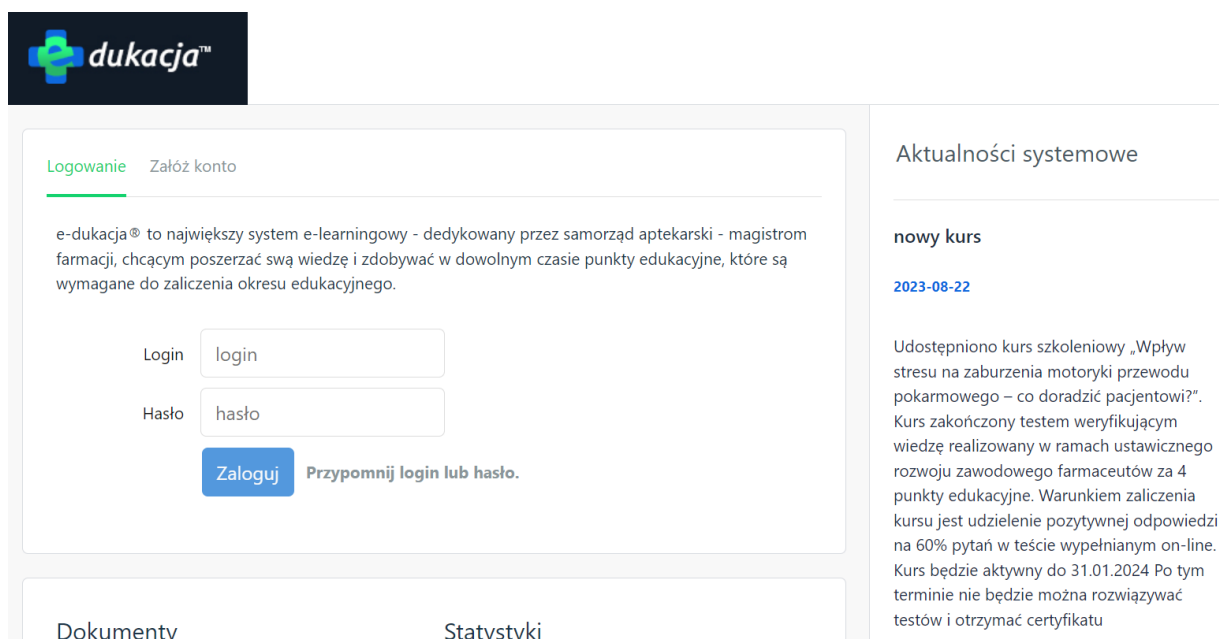 e dukacja™
Logowanie Załóż konto
e-dukacja® to największy system e-learningowy - dedykowany przez samorząd aptekarski - magistrom
farmacji, chcącym poszerzać swą wiedzę i zdobywać w dowolnym czasie punkty edukacyjne, które są
wymagane do zaliczenia okresu edukacyjnego.
Login login
Hasło hasło
Zaloguj Przypomnij login lub hasło.
Dokumenty Statystyki
Aktualności systemowe
nowy kurs
2023-08-22
Udostępniono kurs szkoleniowy „Wpływ
stresu na zaburzenia motoryki przewodu
pokarmowego – co doradzić pacjentowi?”.
Kurs zakończony testem weryfikującym
wiedzę realizowany w ramach ustawicznego
rozwoju zawodowego farmaceutów za 4
punkty edukacyjne. Warunkiem zaliczenia
kursu jest udzielenie pozytywnej odpowiedzi
na 60% pytań w teście wypełnianym on-line.
Kurs będzie aktywny do 31.01.2024 Po tym
terminie nie będzie można rozwiązywać
testów i otrzymać certyfikatu